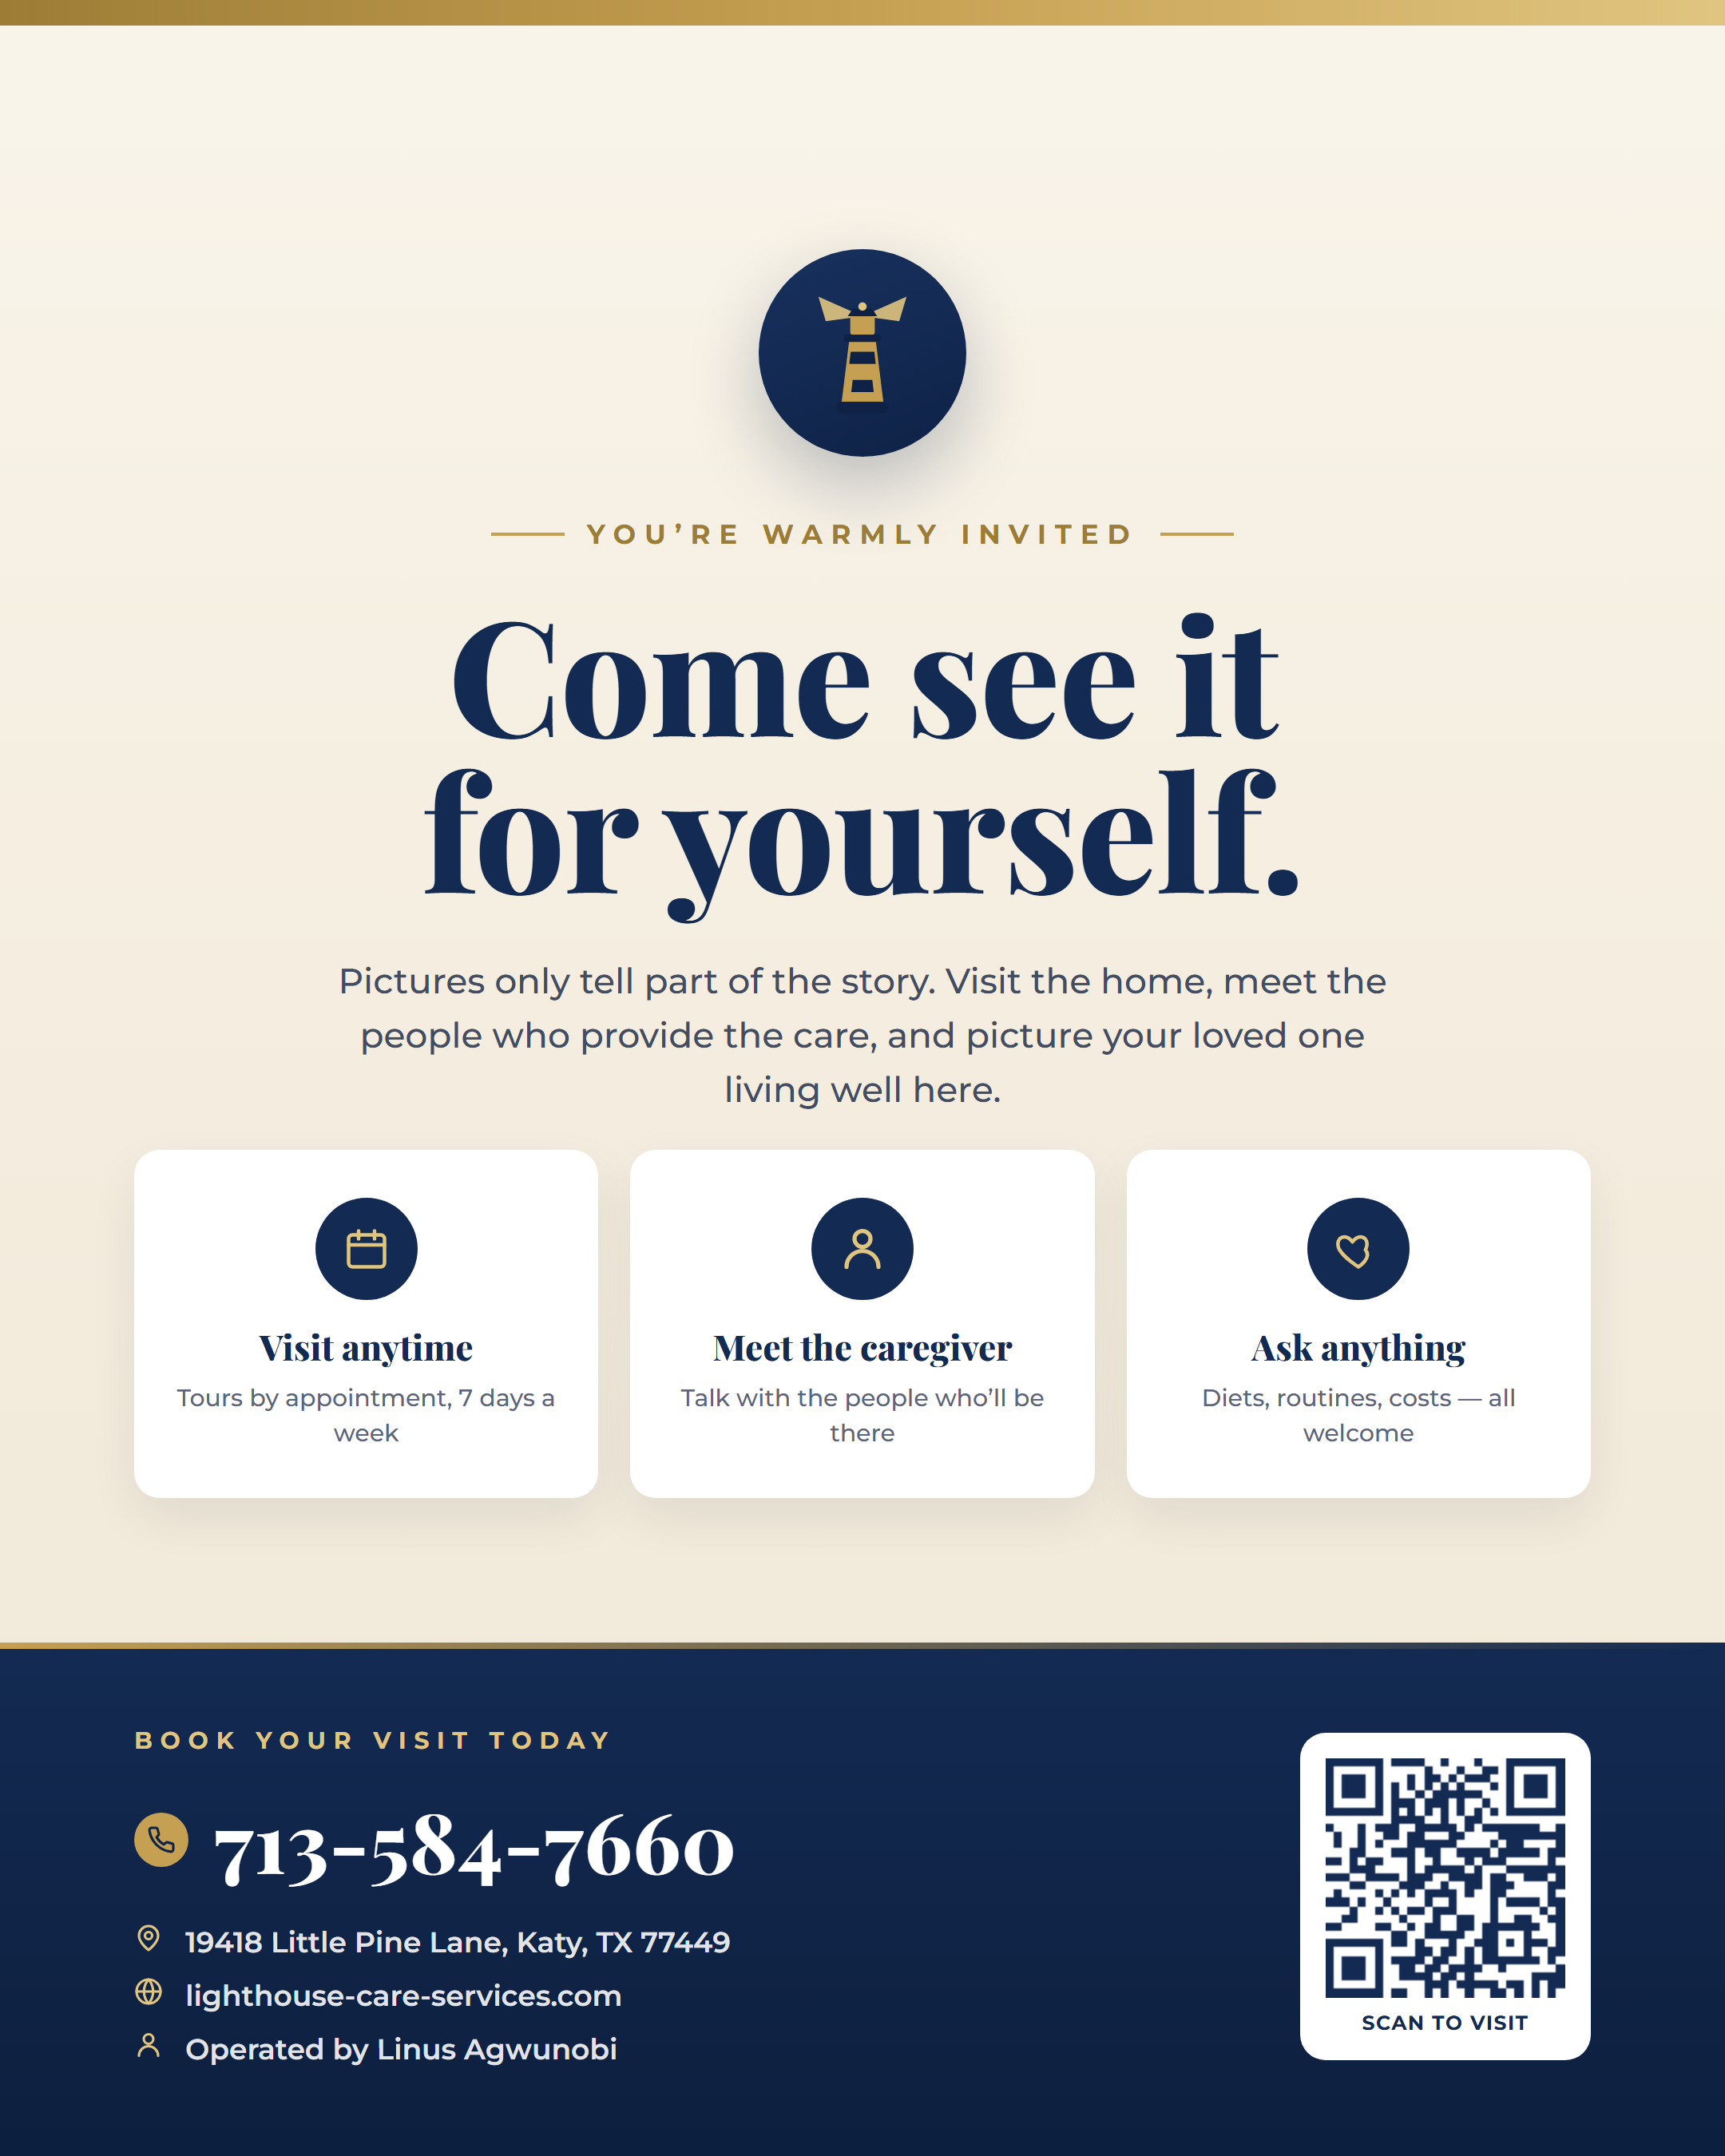 YOU’RE WARMLY INVITED
Come see it
for yourself.
Pictures only tell part of the story. Visit the home, meet the
people who provide the care, and picture your loved one
living well here.
Visit anytime
Tours by appointment, 7 days a
week
Meet the caregiver
Talk with the people who’ll be
there
Ask anything
Diets, routines, costs — all
welcome
BOOK YOUR VISIT TODAY
713-584-7660
19418 Little Pine Lane, Katy, TX 77449
lighthouse-care-services.com
Operated by Linus Agwunobi
SCAN TO VISIT